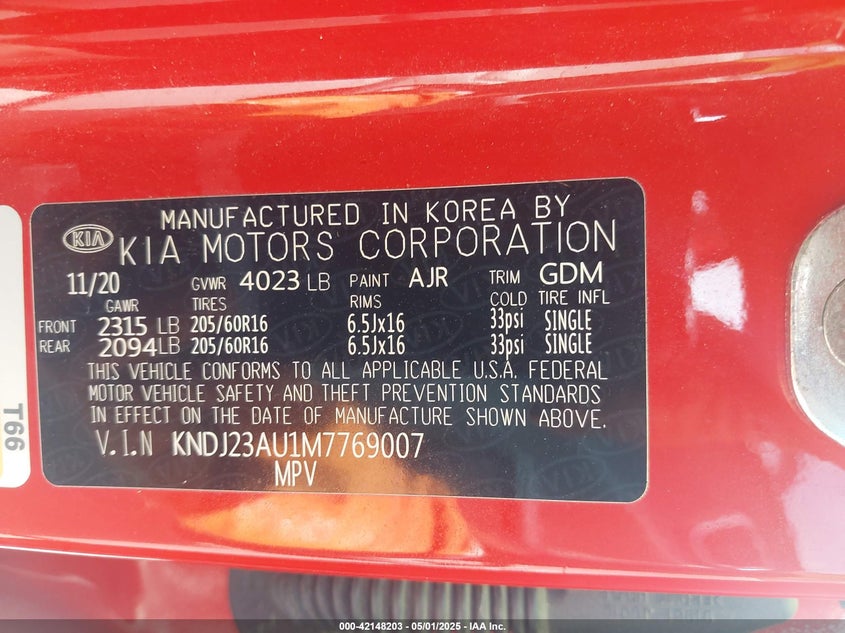 MANUFACTURED IN KOREA BY
KIA KIA MOTORS CORPORATION
11/20 GVWR 4023 LB PAINT AJR TRIM GDM
GAWR TIRES RIMS COLD TIRE INFL
FRONT 2315 LB 205/60R16 6.5Jx16 33psi SINGLE
REAR 2094LB 205/60R16 6.5Jx16 33psi SINGLE
THIS VEHICLE CONFORMS TO ALL APPLICABLE U.S.A. FEDERAL
MOTOR VEHICLE SAFETY AND THEFT PREVENTION STANDARDS
IN EFFECT ON THE DATE OF MANUFACTURE SHOWN ABOVE.
V.I.N KNDJ23AU1M7769007
MPV
T66
000-42148203 - 05/01/2025 - IAA Inc.